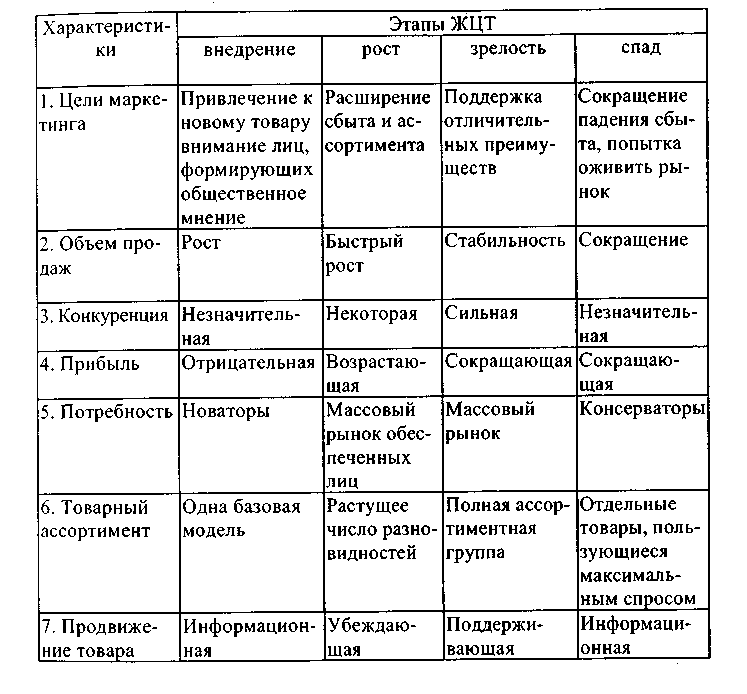 Характеристи-
ки
Этапы ЖЦТ
внедрение
рост
зрелость
спад
1. Цели марке-
тинга
Привлечение к
новому товару
внимание лиц,
формирующих
общественное
мнение
Расширение
сбыта и ас-
сортимента
Поддержка
отличитель-
ных преиму-
ществ
Сокращение
падения сбы-
та, попытка
оживить ры-
нок
2. Объем про-
даж
Рост
Быстрый
рост
Стабильность
Сокращение
3. Конкуренция
Незначитель-
ная
Некоторая
Сильная
Незначитель-
ная
4. Прибыль
Отрицательная
Возрастаю-
щая
Сокращающая
Сокращаю-
щая
5. Потребность
Новаторы
Массовый
рынок обес-
печенных
лиц
Массовый
рынок
Консерваторы
6. Товарный
ассортимент
Одна базовая
модель
Растущее
число разно-
видностей
Полная ассор-
тиментная
группа
Отдельные
товары, поль-
зующиеся
максималь-
ным спросом
7. Продвиже-
ние товара
Информацион-
ная
Убеждаю-
щая
Поддержи-
вающая
Информаци-
онная